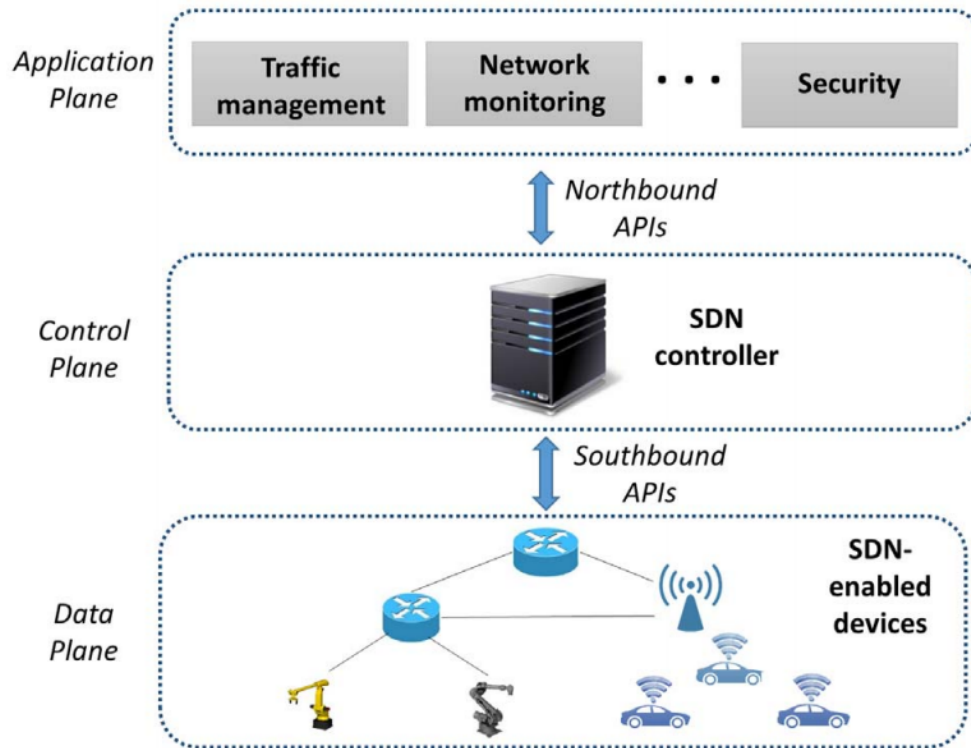 Application
Plane
Traffic
management
Network
monitoring
• • •
Security
Northbound
APIs
Control
Plane
SDN
controller
Southbound
APIs
Data
Plane
SDN-
enabled
devices